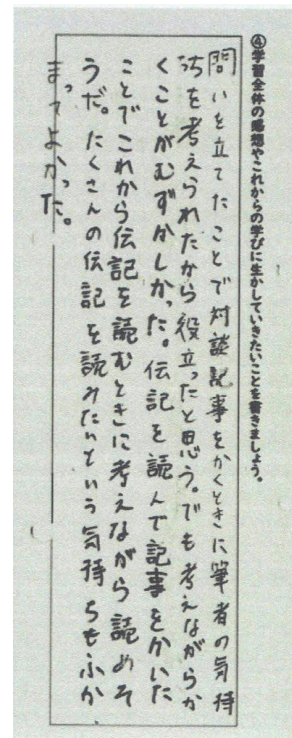 ④学習全体の感想やこれからの学びに生かしていきたいことを書きましょう。
問いを立てたことで対談記事をかくときに筆者の気持
ちを考えられたから役立ったと思う。でも考えながらか
くことがむずかしかった。伝記を読んで記事をかいた
ことでこれから伝記を読むときに考えながら読めそ
うだ。たくさんの伝記を読みたいという気持ちもふか
まってよかった。